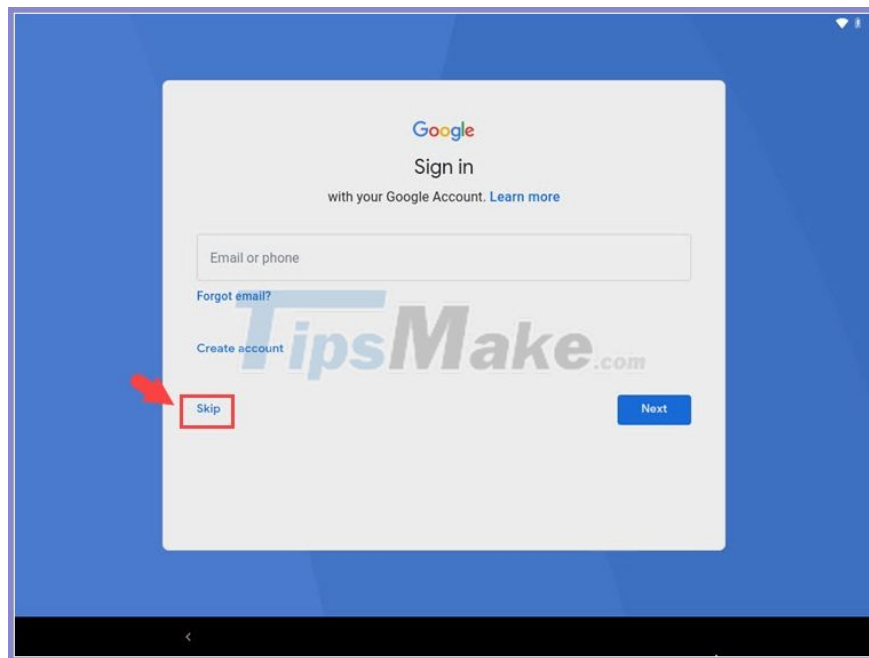 Google
Sign in
with your Google Account. Learn more
Email or phone
Forgot email?
TipsMake.com
Create account
Skip
Next